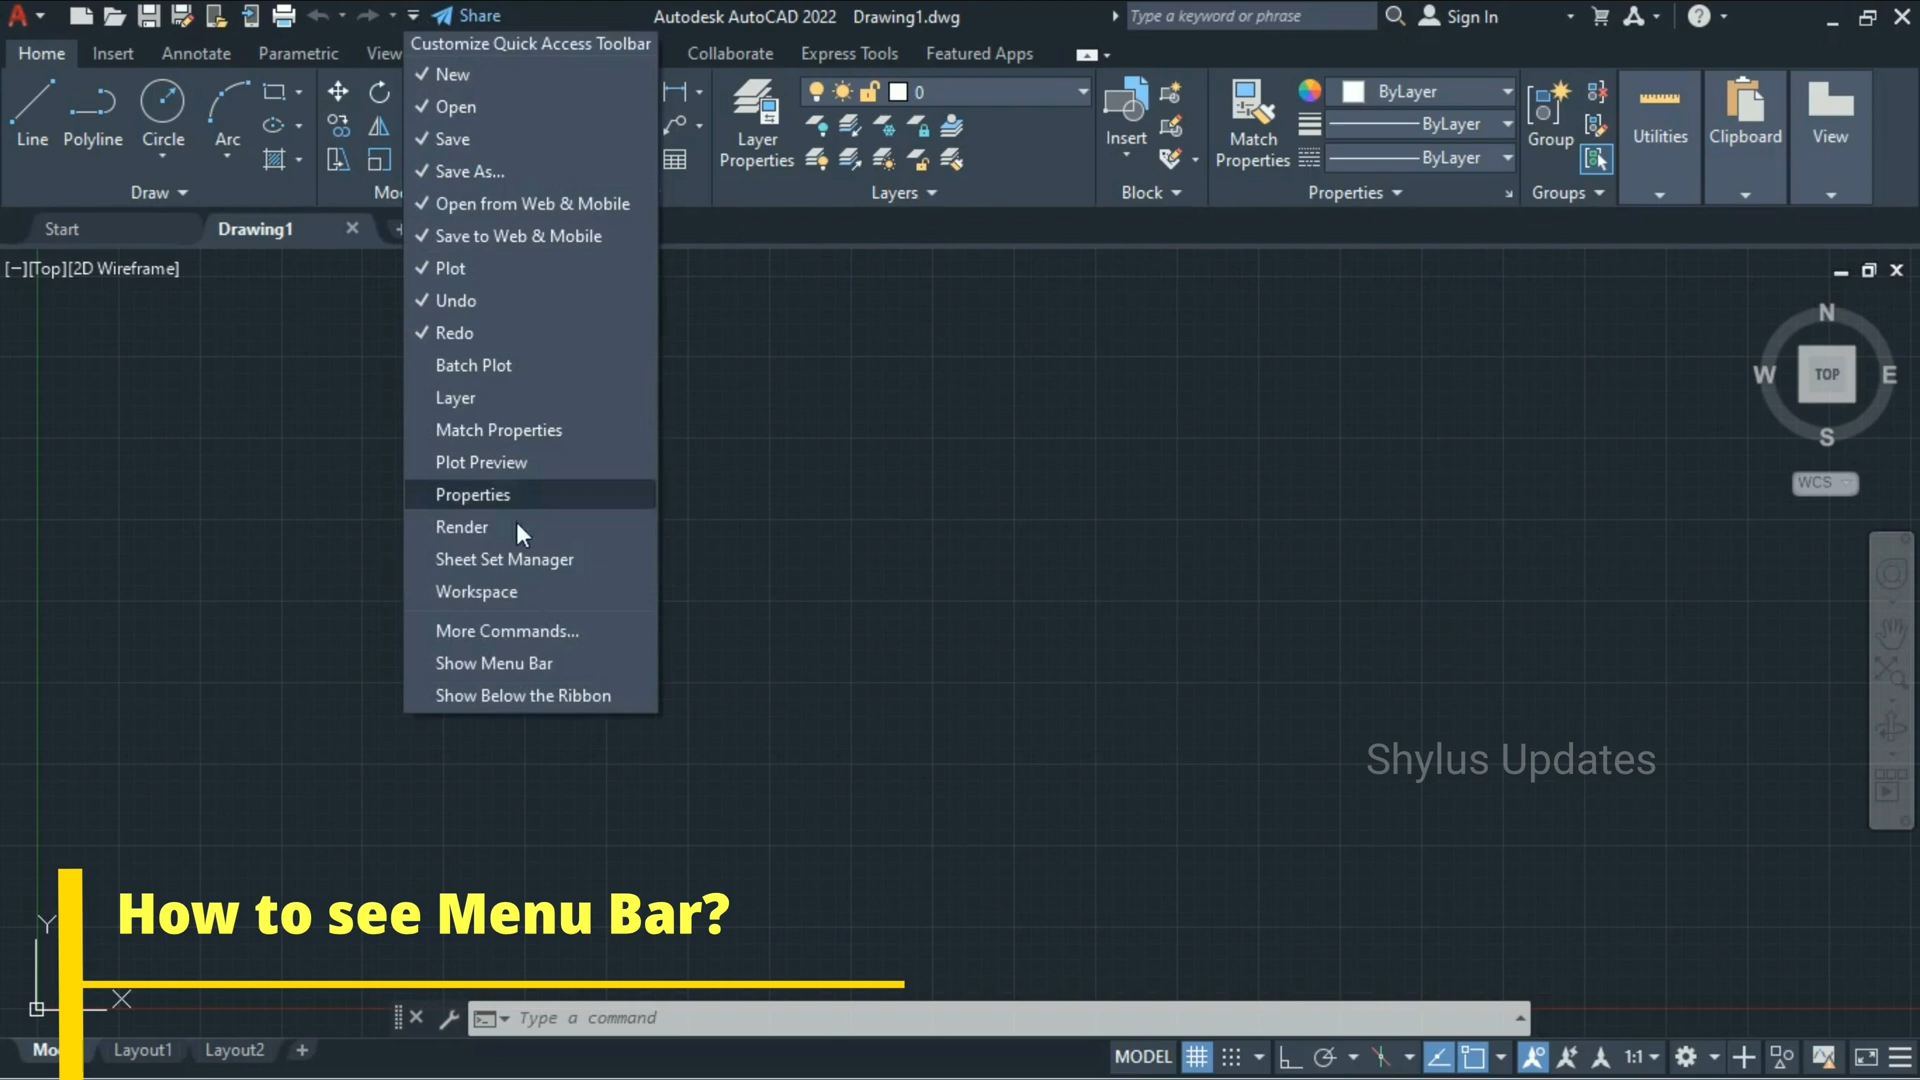 Share
Autodesk AutoCAD 2022 Drawing1.dwg
Type a keyword or phrase
Sign In
Home Insert Annotate Parametric View Collaborate Express Tools Featured Apps
Customize Quick Access Toolbar
New
Open
Save
Save As...
Open from Web & Mobile
Save to Web & Mobile
Plot
Undo
Redo
Batch Plot
Layer
Match Properties
Plot Preview
Properties
Render
Sheet Set Manager
Workspace
More Commands...
Show Menu Bar
Show Below the Ribbon
Line
Polyline
Circle
Arc
Draw
Layer
Properties
0
Layers
Insert
Block
Match
Properties
ByLayer
ByLayer
ByLayer
Properties
Group
Groups
Utilities
Clipboard
View
Start
Drawing1
[−][Top][2D Wireframe]
N
W
TOP
E
S
WCS
Shylus Updates
How to see Menu Bar?
Y
X
Type a command
Layout1
Layout2
MODEL
1:1